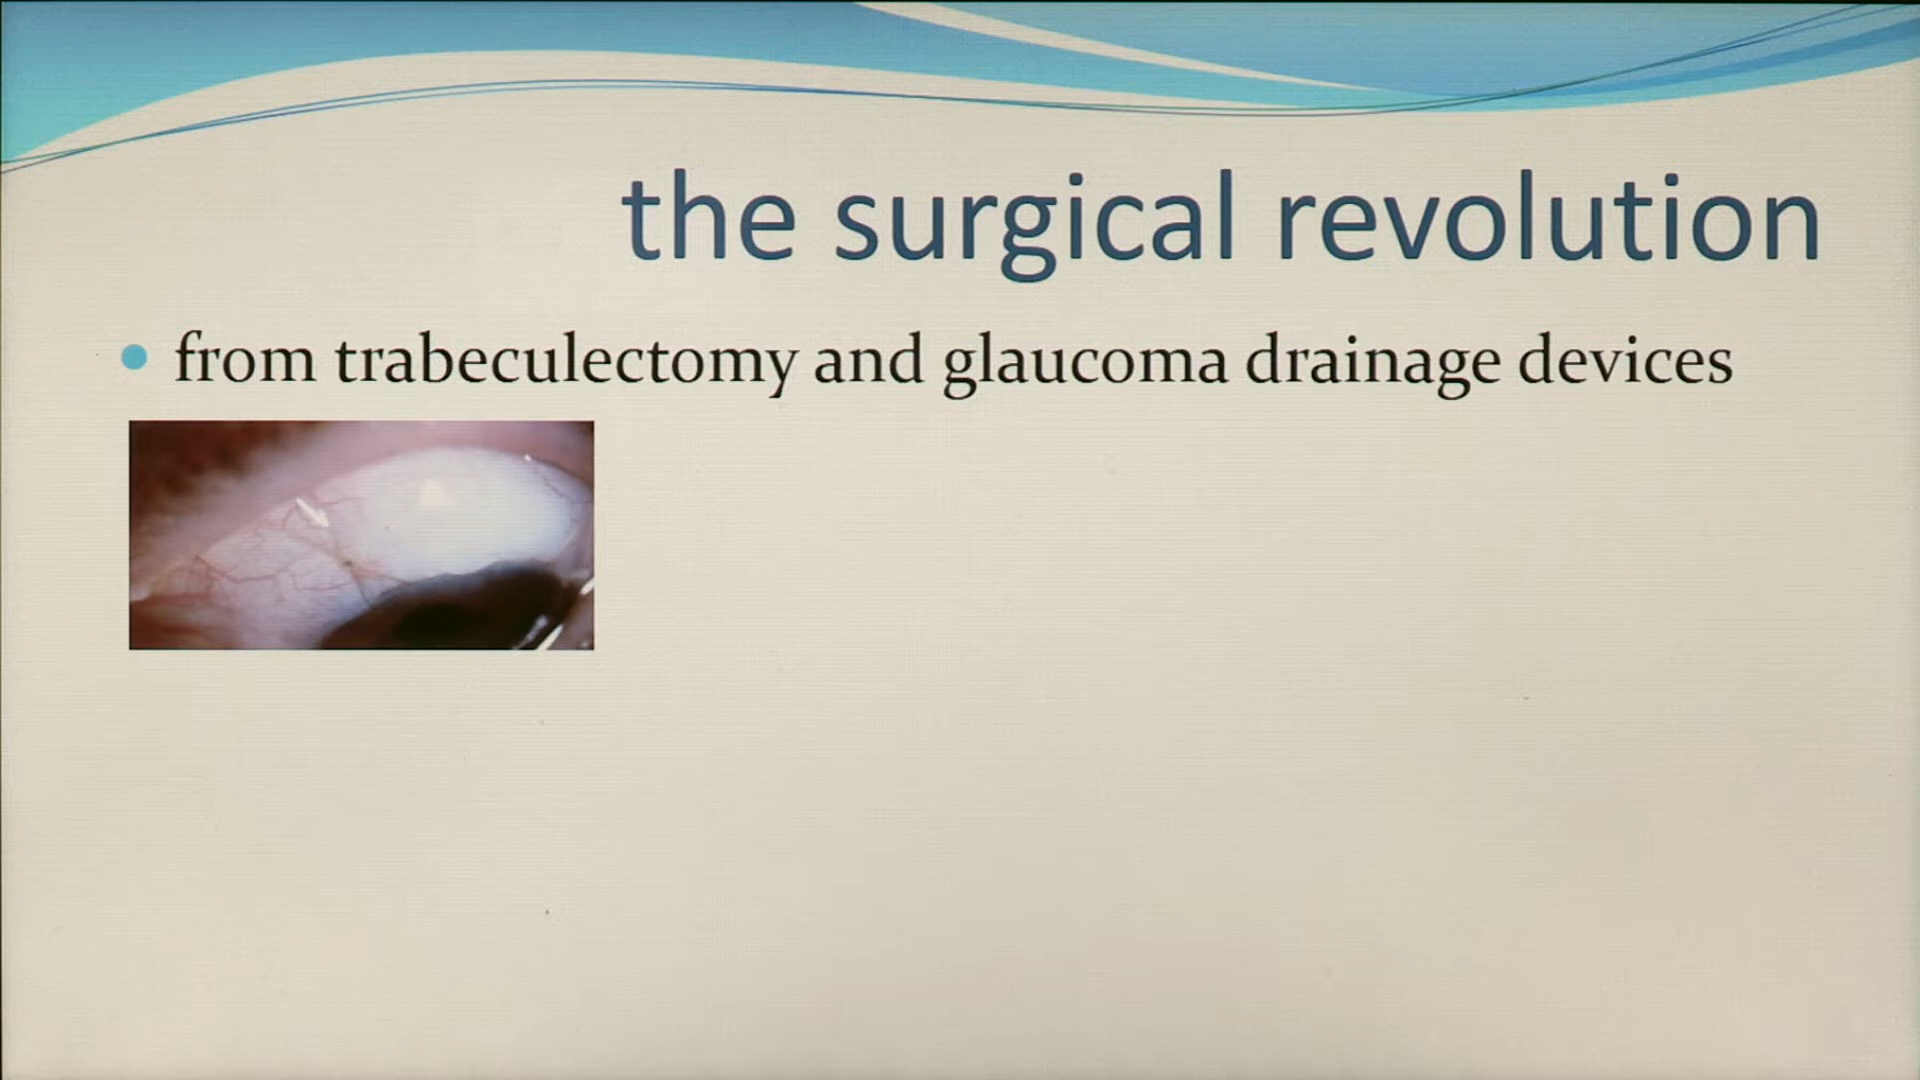 the surgical revolution
from trabeculectomy and glaucoma drainage devices